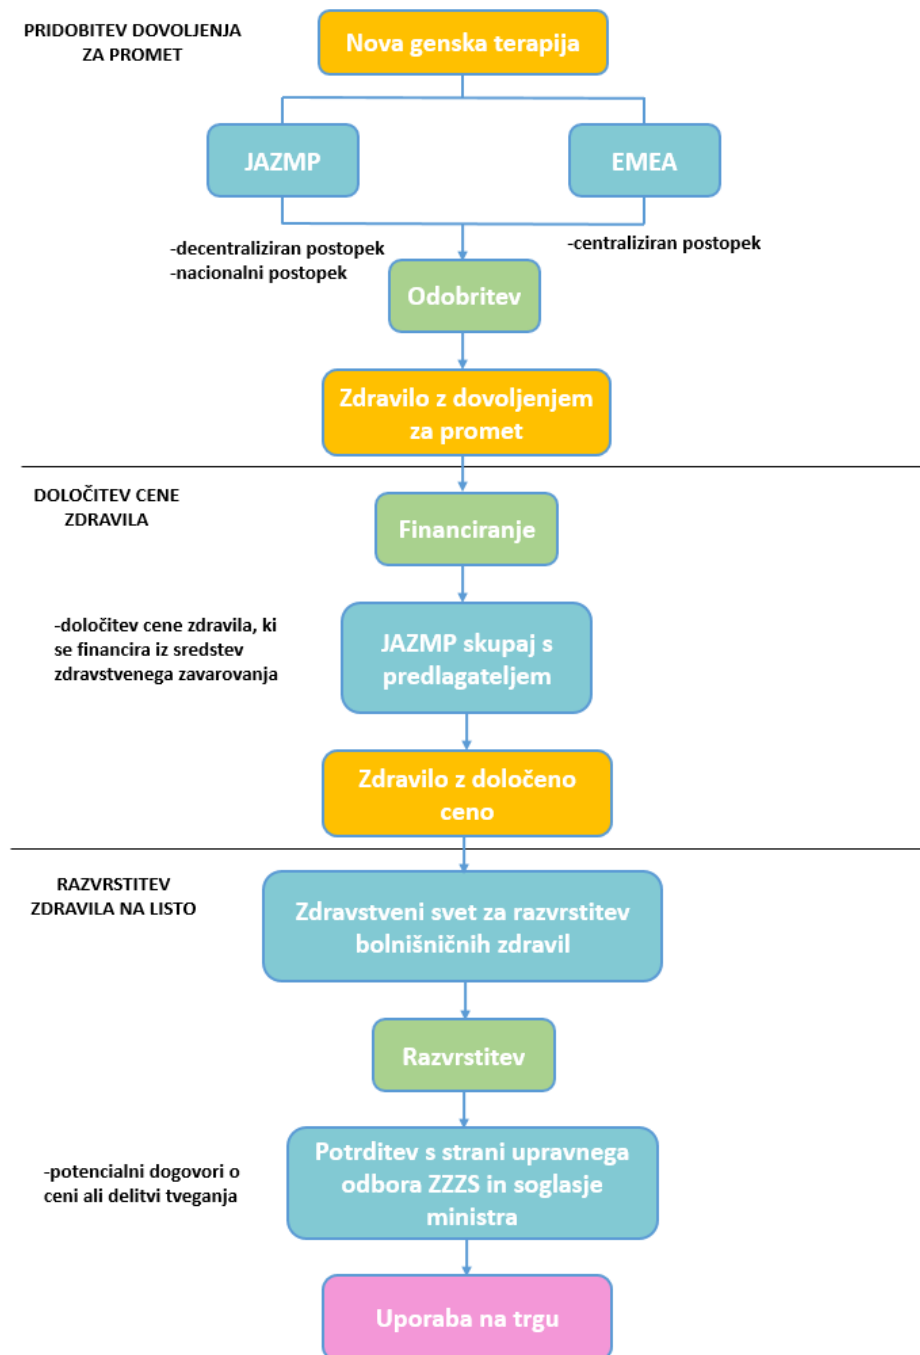 PRIDOBITEV DOVOLJENJA
ZA PROMET
Nova genska terapija
JAZMP
EMEA
-decentraliziran postopek
-nacionalni postopek
-centraliziran postopek
Odobritev
Zdravilo z dovoljenjem
za promet
DOLOČITEV CENE
ZDRAVILA
Financiranje
-določitev cene zdravila, ki
se financira iz sredstev
zdravstvenega zavarovanja
JAZMP skupaj s
predlagateljem
Zdravilo z določeno
ceno
RAZVRSTITEV
ZDRAVILA NA LISTO
Zdravstveni svet za razvrstitev
bolnišničnih zdravil
Razvrstitev
-potencialni dogovori o
ceni ali delitvi tveganja
Potrditev s strani upravnega
odbora ZZZS in soglasje
ministra
Uporaba na trgu